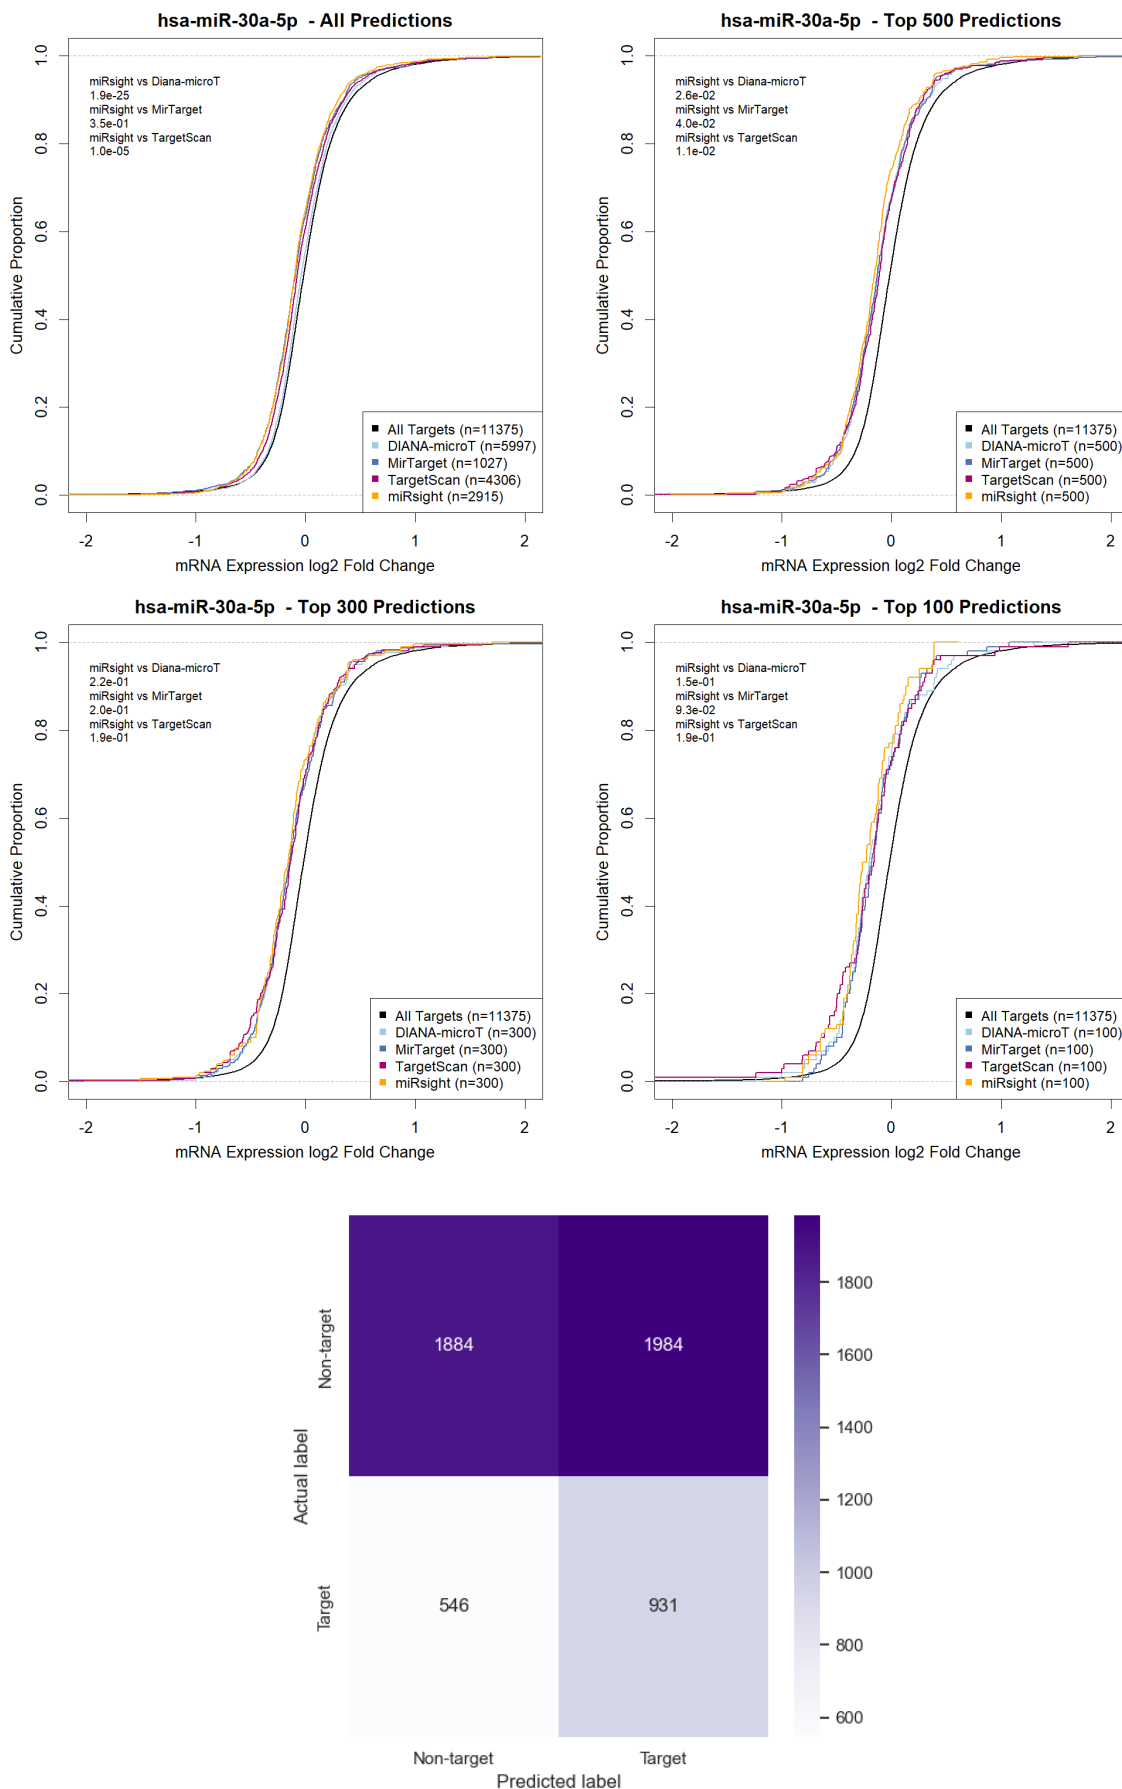 hsa-miR-30a-5p - All Predictions
miRsight vs Diana-microT
1.9e-25
miRsight vs MirTarget
3.5e-01
miRsight vs TargetScan
1.0e-05
Cumulative Proportion
1.0
0.8
0.6
0.4
0.2
0.0
All Targets (n=11375)
DIANA-microT (n=5997)
MirTarget (n=1027)
TargetScan (n=4306)
miRsight (n=2915)
-2 -1 0 1 2
mRNA Expression log2 Fold Change
hsa-miR-30a-5p - Top 500 Predictions
miRsight vs Diana-microT
2.6e-02
miRsight vs MirTarget
4.0e-02
miRsight vs TargetScan
1.1e-02
Cumulative Proportion
1.0
0.8
0.6
0.4
0.2
0.0
All Targets (n=11375)
DIANA-microT (n=500)
MirTarget (n=500)
TargetScan (n=500)
miRsight (n=500)
-2 -1 0 1 2
mRNA Expression log2 Fold Change
hsa-miR-30a-5p - Top 300 Predictions
miRsight vs Diana-microT
2.2e-01
miRsight vs MirTarget
2.0e-01
miRsight vs TargetScan
1.9e-01
Cumulative Proportion
1.0
0.8
0.6
0.4
0.2
0.0
All Targets (n=11375)
DIANA-microT (n=300)
MirTarget (n=300)
TargetScan (n=300)
miRsight (n=300)
-2 -1 0 1 2
mRNA Expression log2 Fold Change
hsa-miR-30a-5p - Top 100 Predictions
miRsight vs Diana-microT
1.5e-01
miRsight vs MirTarget
9.3e-02
miRsight vs TargetScan
1.9e-01
Cumulative Proportion
1.0
0.8
0.6
0.4
0.2
0.0
All Targets (n=11375)
DIANA-microT (n=100)
MirTarget (n=100)
TargetScan (n=100)
miRsight (n=100)
-2 -1 0 1 2
mRNA Expression log2 Fold Change
Actual label
Non-target
1884 1984
Target
546 931
Non-target Target
Predicted label
1800
1600
1400
1200
1000
800
600